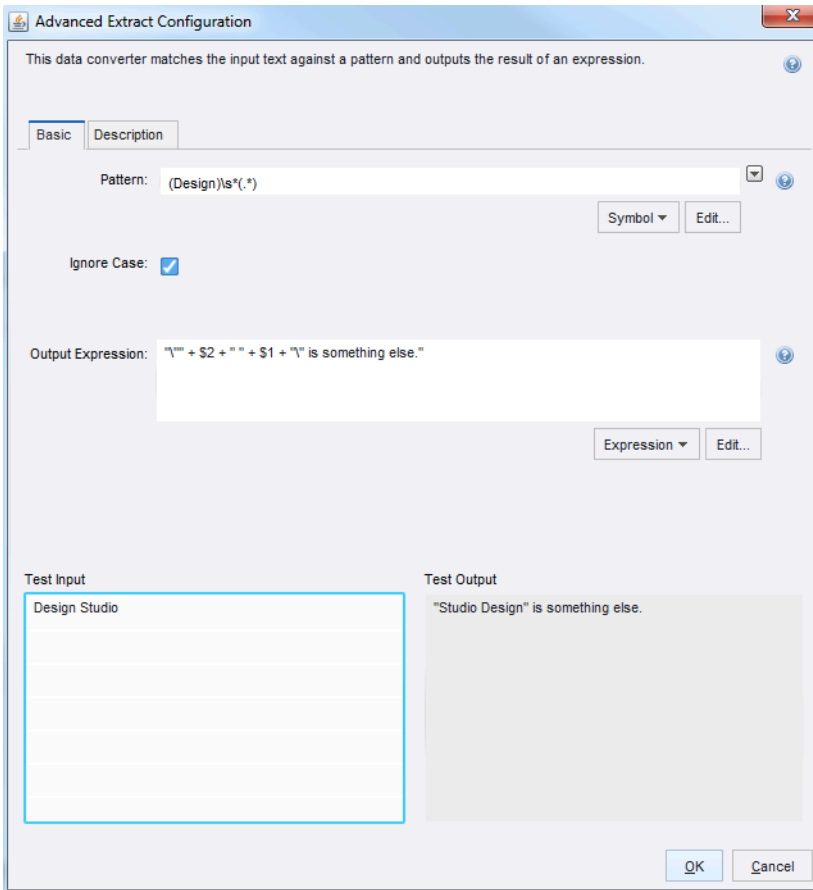 Advanced Extract Configuration
This data converter matches the input text against a pattern and outputs the result of an expression.
Basic Description
Pattern: (Design)\s*(.*)
Symbol Edit...
Ignore Case:
Output Expression: "\"" + $2 + " " + $1 + "\" is something else."
Expression Edit...
Test Input Test Output
Design Studio "Studio Design" is something else.
OK Cancel